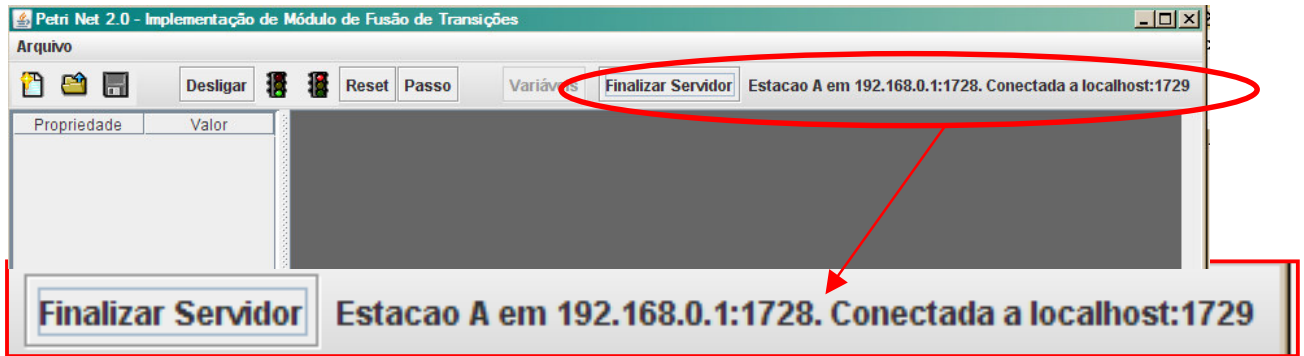 Petri Net 2.0 - Implementação de Módulo de Fusão de Transições
Arquivo
Desligar Reset Passo Variáveis Finalizar Servidor Estacao A em 192.168.0.1:1728. Conectada a localhost:1729
Propriedade Valor
Finalizar Servidor Estacao A em 192.168.0.1:1728. Conectada a localhost:1729